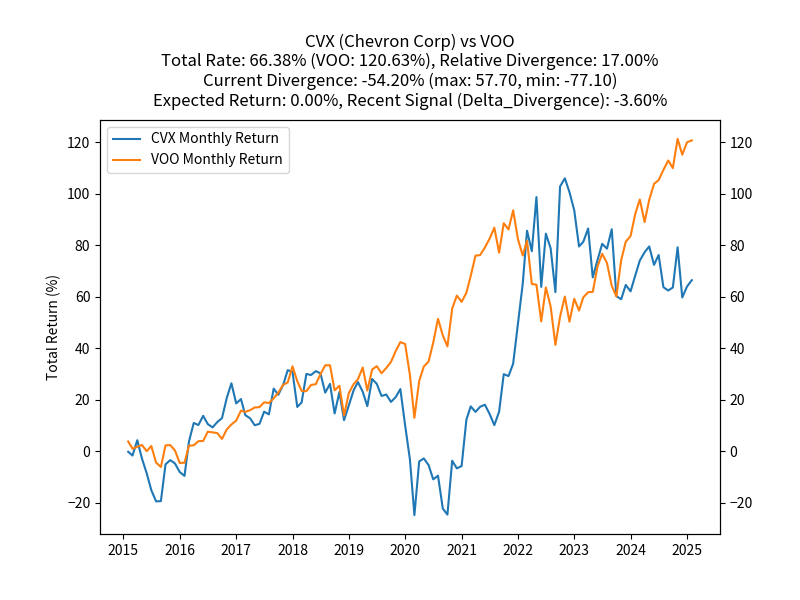 CVX (Chevron Corp) vs VOO
Total Rate: 66.38% (VOO: 120.63%), Relative Divergence: 17.00%
Current Divergence: -54.20% (max: 57.70, min: -77.10)
Expected Return: 0.00%, Recent Signal (Delta_Divergence): -3.60%
CVX Monthly Return
VOO Monthly Return
Total Return (%)
120
100
80
60
40
20
0
−20
120
100
80
60
40
20
0
−20
2015 2016 2017 2018 2019 2020 2021 2022 2023 2024 2025